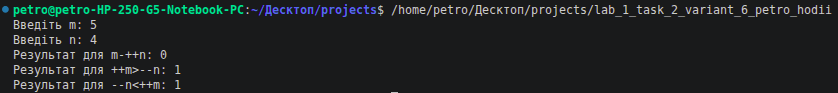 petro@petro-HP-250-G5-Notebook-PC:~/Десктоп/projects$ /home/petro/Десктоп/projects/lab_1_task_2_variant_6_petro_hodii
Введіть m: 5
Введіть n: 4
Результат для m-++n: 0
Результат для ++m>--n: 1
Результат для --n<++m: 1